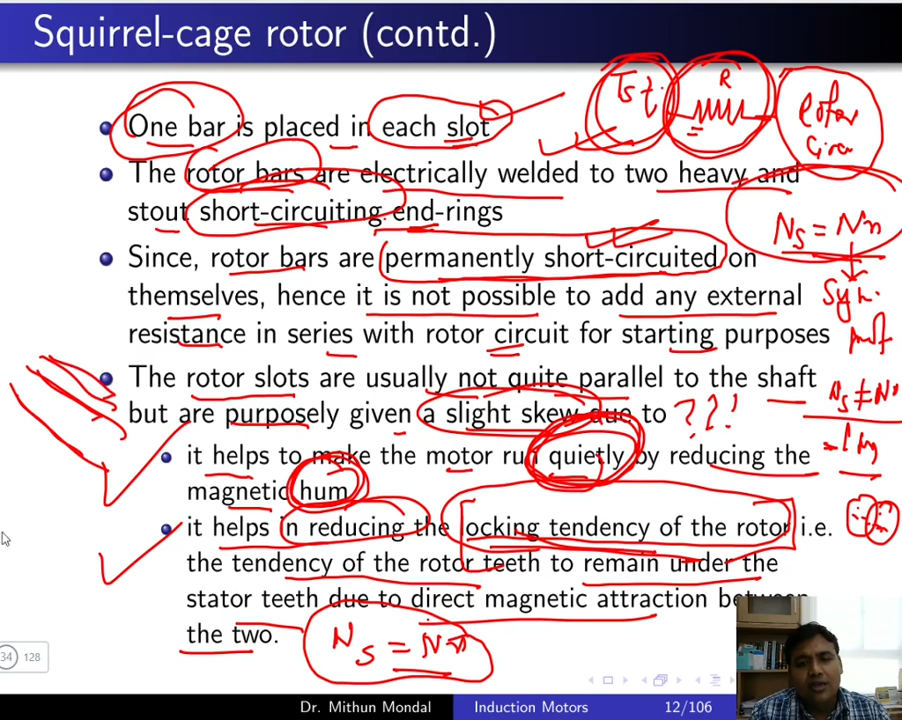 Squirrel-cage rotor (contd.)
One bar is placed in each slot
Tst
R
Rotor
The rotor bars are electrically welded to two heavy and
stout short-circuiting end-rings
Ns = Nr
Since, rotor bars are permanently short-circuited on
themselves, hence it is not possible to add any external
resistance in series with rotor circuit for starting purposes
The rotor slots are usually not quite parallel to the shaft
but are purposely given a slight skew due to ???
it helps to make the motor run quietly by reducing the
magnetic hum
it helps in reducing the locking tendency of the rotor i.e.
the tendency of the rotor teeth to remain under the
stator teeth due to direct magnetic attraction between
the two.
Ns = Nr
34 128
Dr. Mithun Mondal Induction Motors 12/106